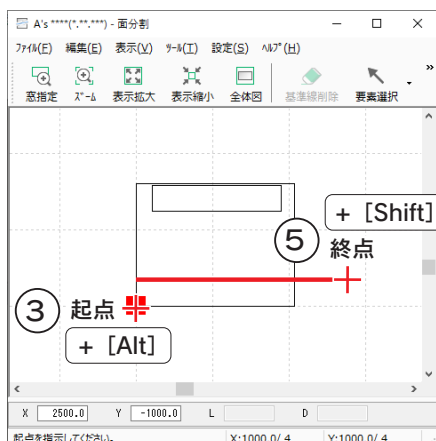 A's ****(*.**.***) - 面分割
ファイル(F) 編集(E) 表示(V) ツール(T) 設定(S) ヘルプ(H)
窓指定 ズーム 表示拡大 表示縮小 全体図 基準線削除 要素選択 »
+ [Shift]
⑤ 終点
③ 起点
+ [Alt]
X 2500.0 Y -1000.0 L D
起点を指示してください。 X:1000.0/ 4 Y:1000.0/ 4